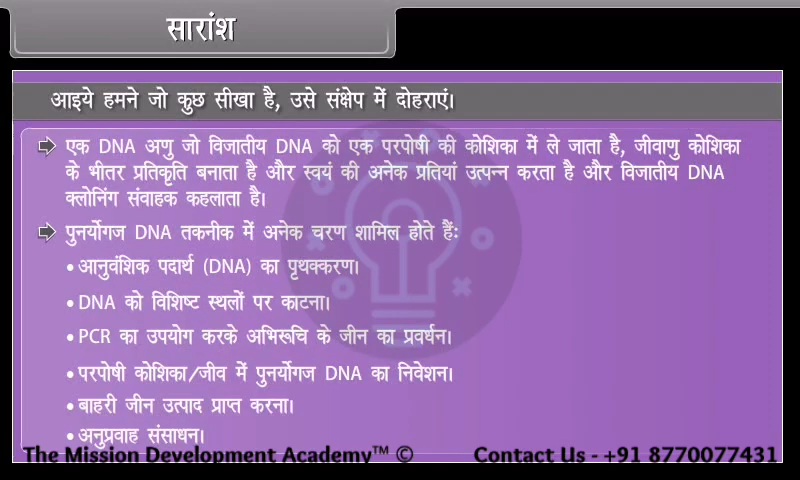 सारांश
आइये हमने जो कुछ सीखा है, उसे संक्षेप में दोहराएं।
एक DNA अणु जो विजातीय DNA को एक परपोषी की कोशिका में ले जाता है, जीवाणु कोशिका
के भीतर प्रतिकृति बनाता है और स्वयं की अनेक प्रतियां उत्पन्न करता है और विजातीय DNA
क्लोनिंग संवाहक कहलाता है।
पुनर्योगज DNA तकनीक में अनेक चरण शामिल होते हैंः
• आनुवंशिक पदार्थ (DNA) का पृथक्करण।
• DNA को विशिष्ट स्थलों पर काटना।
• PCR का उपयोग करके अभिरूचि के जीन का प्रवर्धन।
• परपोषी कोशिका/जीव में पुनर्योगज DNA का निवेशन।
• बाहरी जीन उत्पाद प्राप्त करना।
• अनुप्रवाह संसाधन।
The Mission Development Academy™ © Contact Us - +91 8770077431